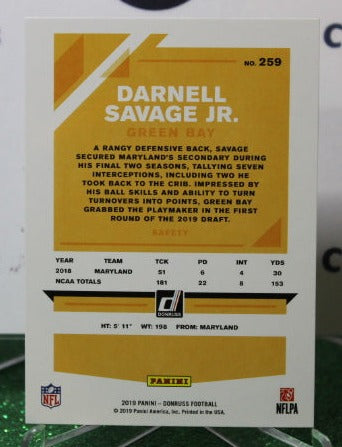 NO. 259
DARNELL
SAVAGE JR.
GREEN BAY
A RANGY DEFENSIVE BACK, SAVAGE
SECURED MARYLAND'S SECONDARY DURING
HIS FINAL TWO SEASONS, TALLYING SEVEN
INTERCEPTIONS, INCLUDING TWO HE
TOOK BACK TO THE CRIB. IMPRESSED BY
HIS BALL SKILLS AND ABILITY TO TURN
TURNOVERS INTO POINTS, GREEN BAY
GRABBED THE PLAYMAKER IN THE FIRST
ROUND OF THE 2019 DRAFT.
SAFETY
YEAR TEAM TCK PD INT YDS
2018 MARYLAND 51 6 4 30
NCAA TOTALS 181 22 8 153
DONRUSS
HT: 5' 11" WT: 198 FROM: MARYLAND
PANINI
NFL
NFLPA
2019 PANINI - DONRUSS FOOTBALL
© 2019 Panini America, Inc. Printed in the USA.